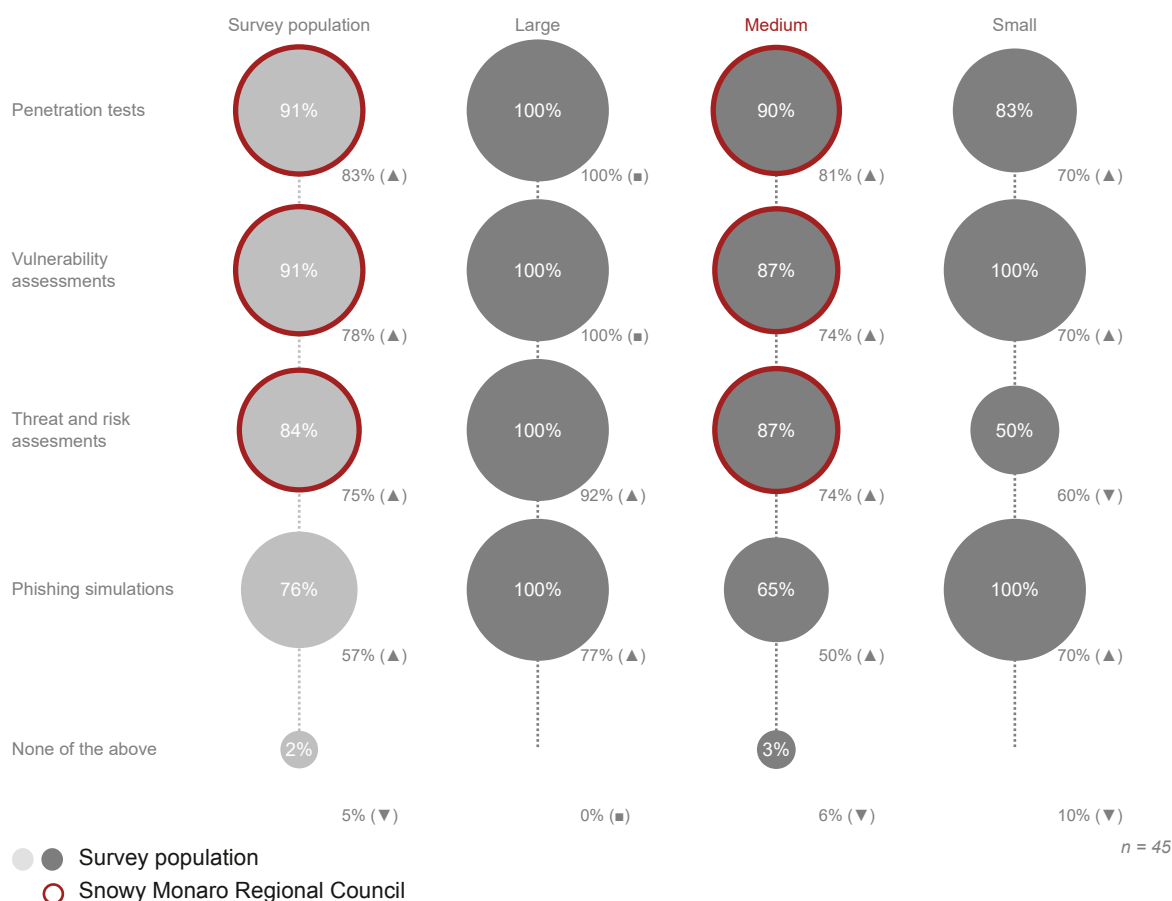 Survey population
Large
Medium
Small
Penetration tests
91%
100%
90%
83%
83% (▲)
100% (■)
81% (▲)
70% (▲)
Vulnerability
assessments
91%
100%
87%
100%
78% (▲)
100% (■)
74% (▲)
70% (▲)
Threat and risk
assesments
84%
100%
87%
50%
75% (▲)
92% (▲)
74% (▲)
60% (▼)
Phishing simulations
76%
100%
65%
100%
57% (▲)
77% (▲)
50% (▲)
70% (▲)
None of the above
2%
3%
5% (▼)
0% (■)
6% (▼)
10% (▼)
n = 45
Survey population
Snowy Monaro Regional Council